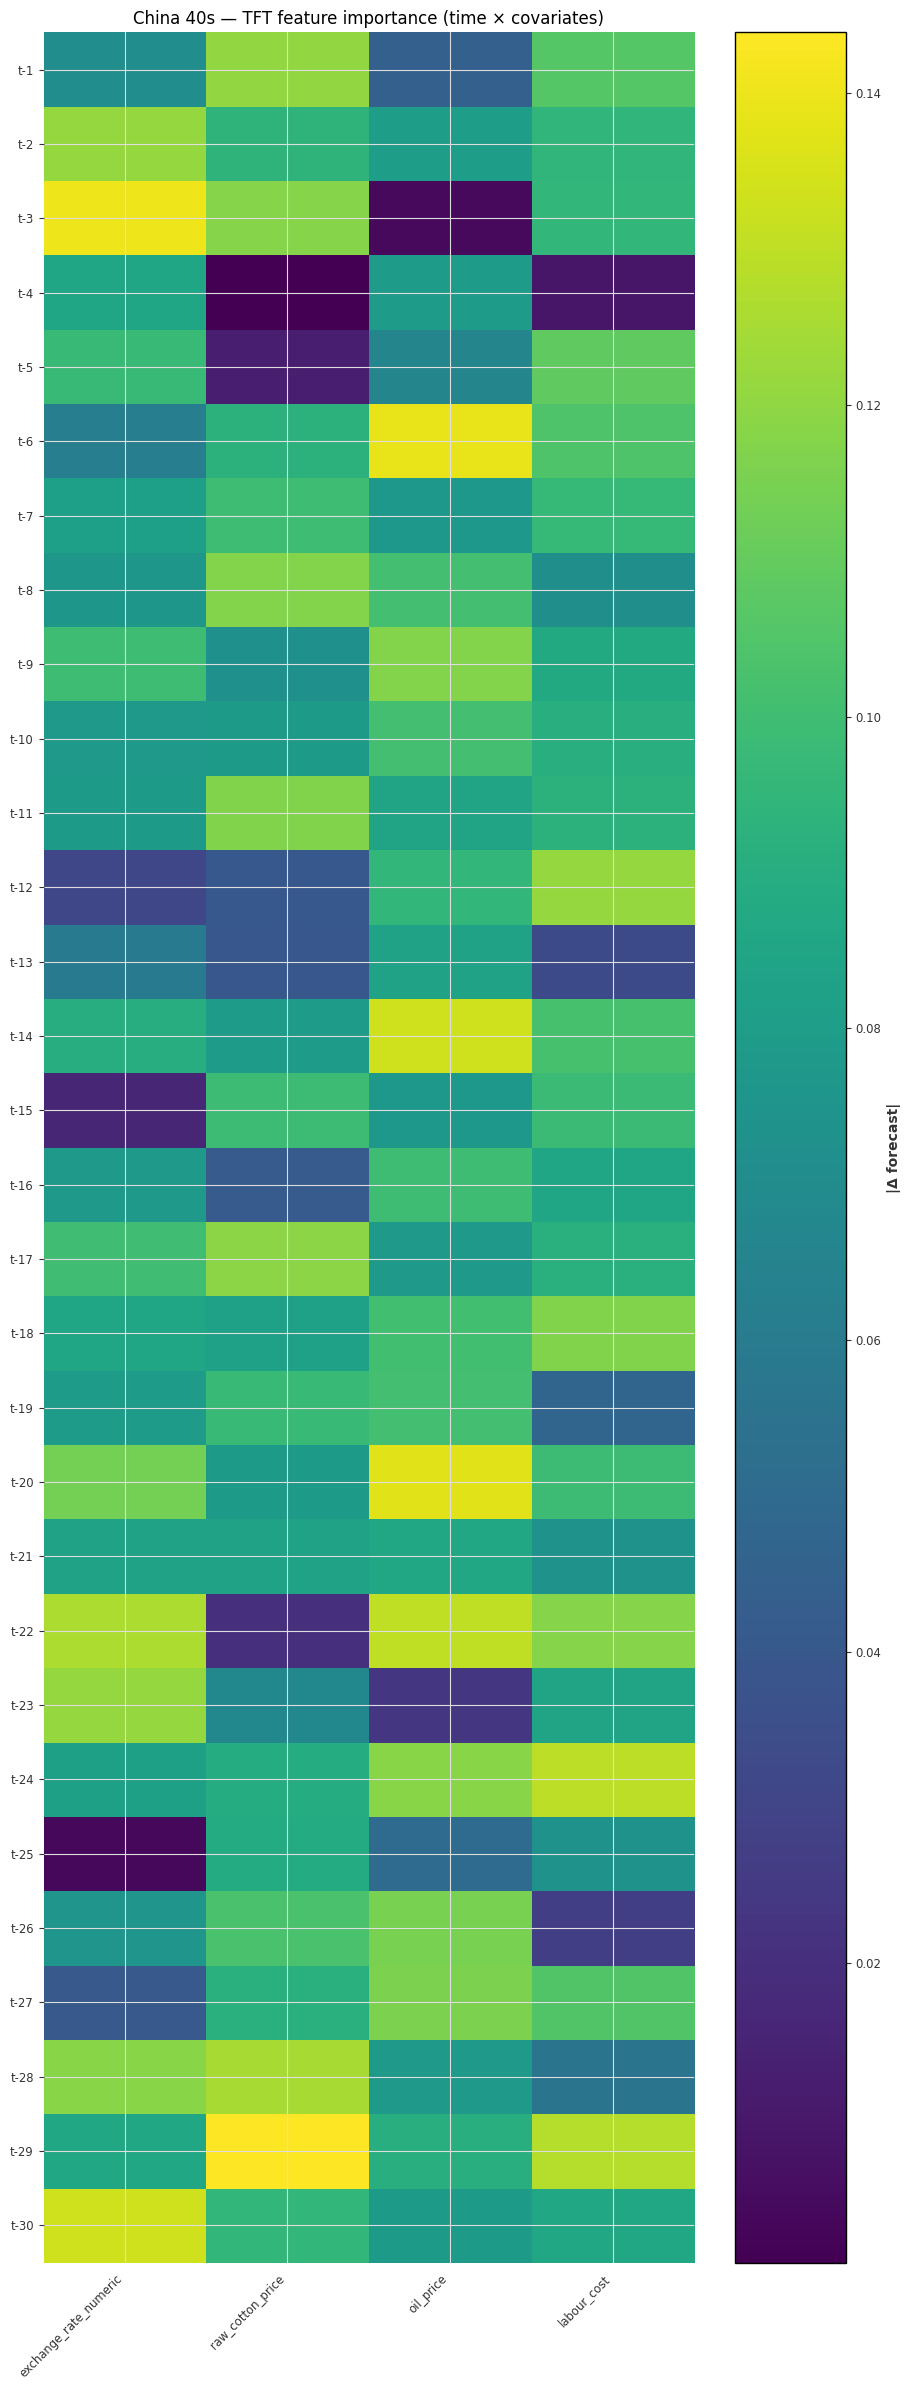 China 40s — TFT feature importance (time × covariates)
t-1
t-2
t-3
t-4
t-5
t-6
t-7
t-8
t-9
t-10
t-11
t-12
t-13
t-14
t-15
t-16
t-17
t-18
t-19
t-20
t-21
t-22
t-23
t-24
t-25
t-26
t-27
t-28
t-29
t-30
exchange_rate_numeric
raw_cotton_price
oil_price
labour_cost
0.14
0.12
0.10
0.08
0.06
0.04
0.02
|Δ forecast|